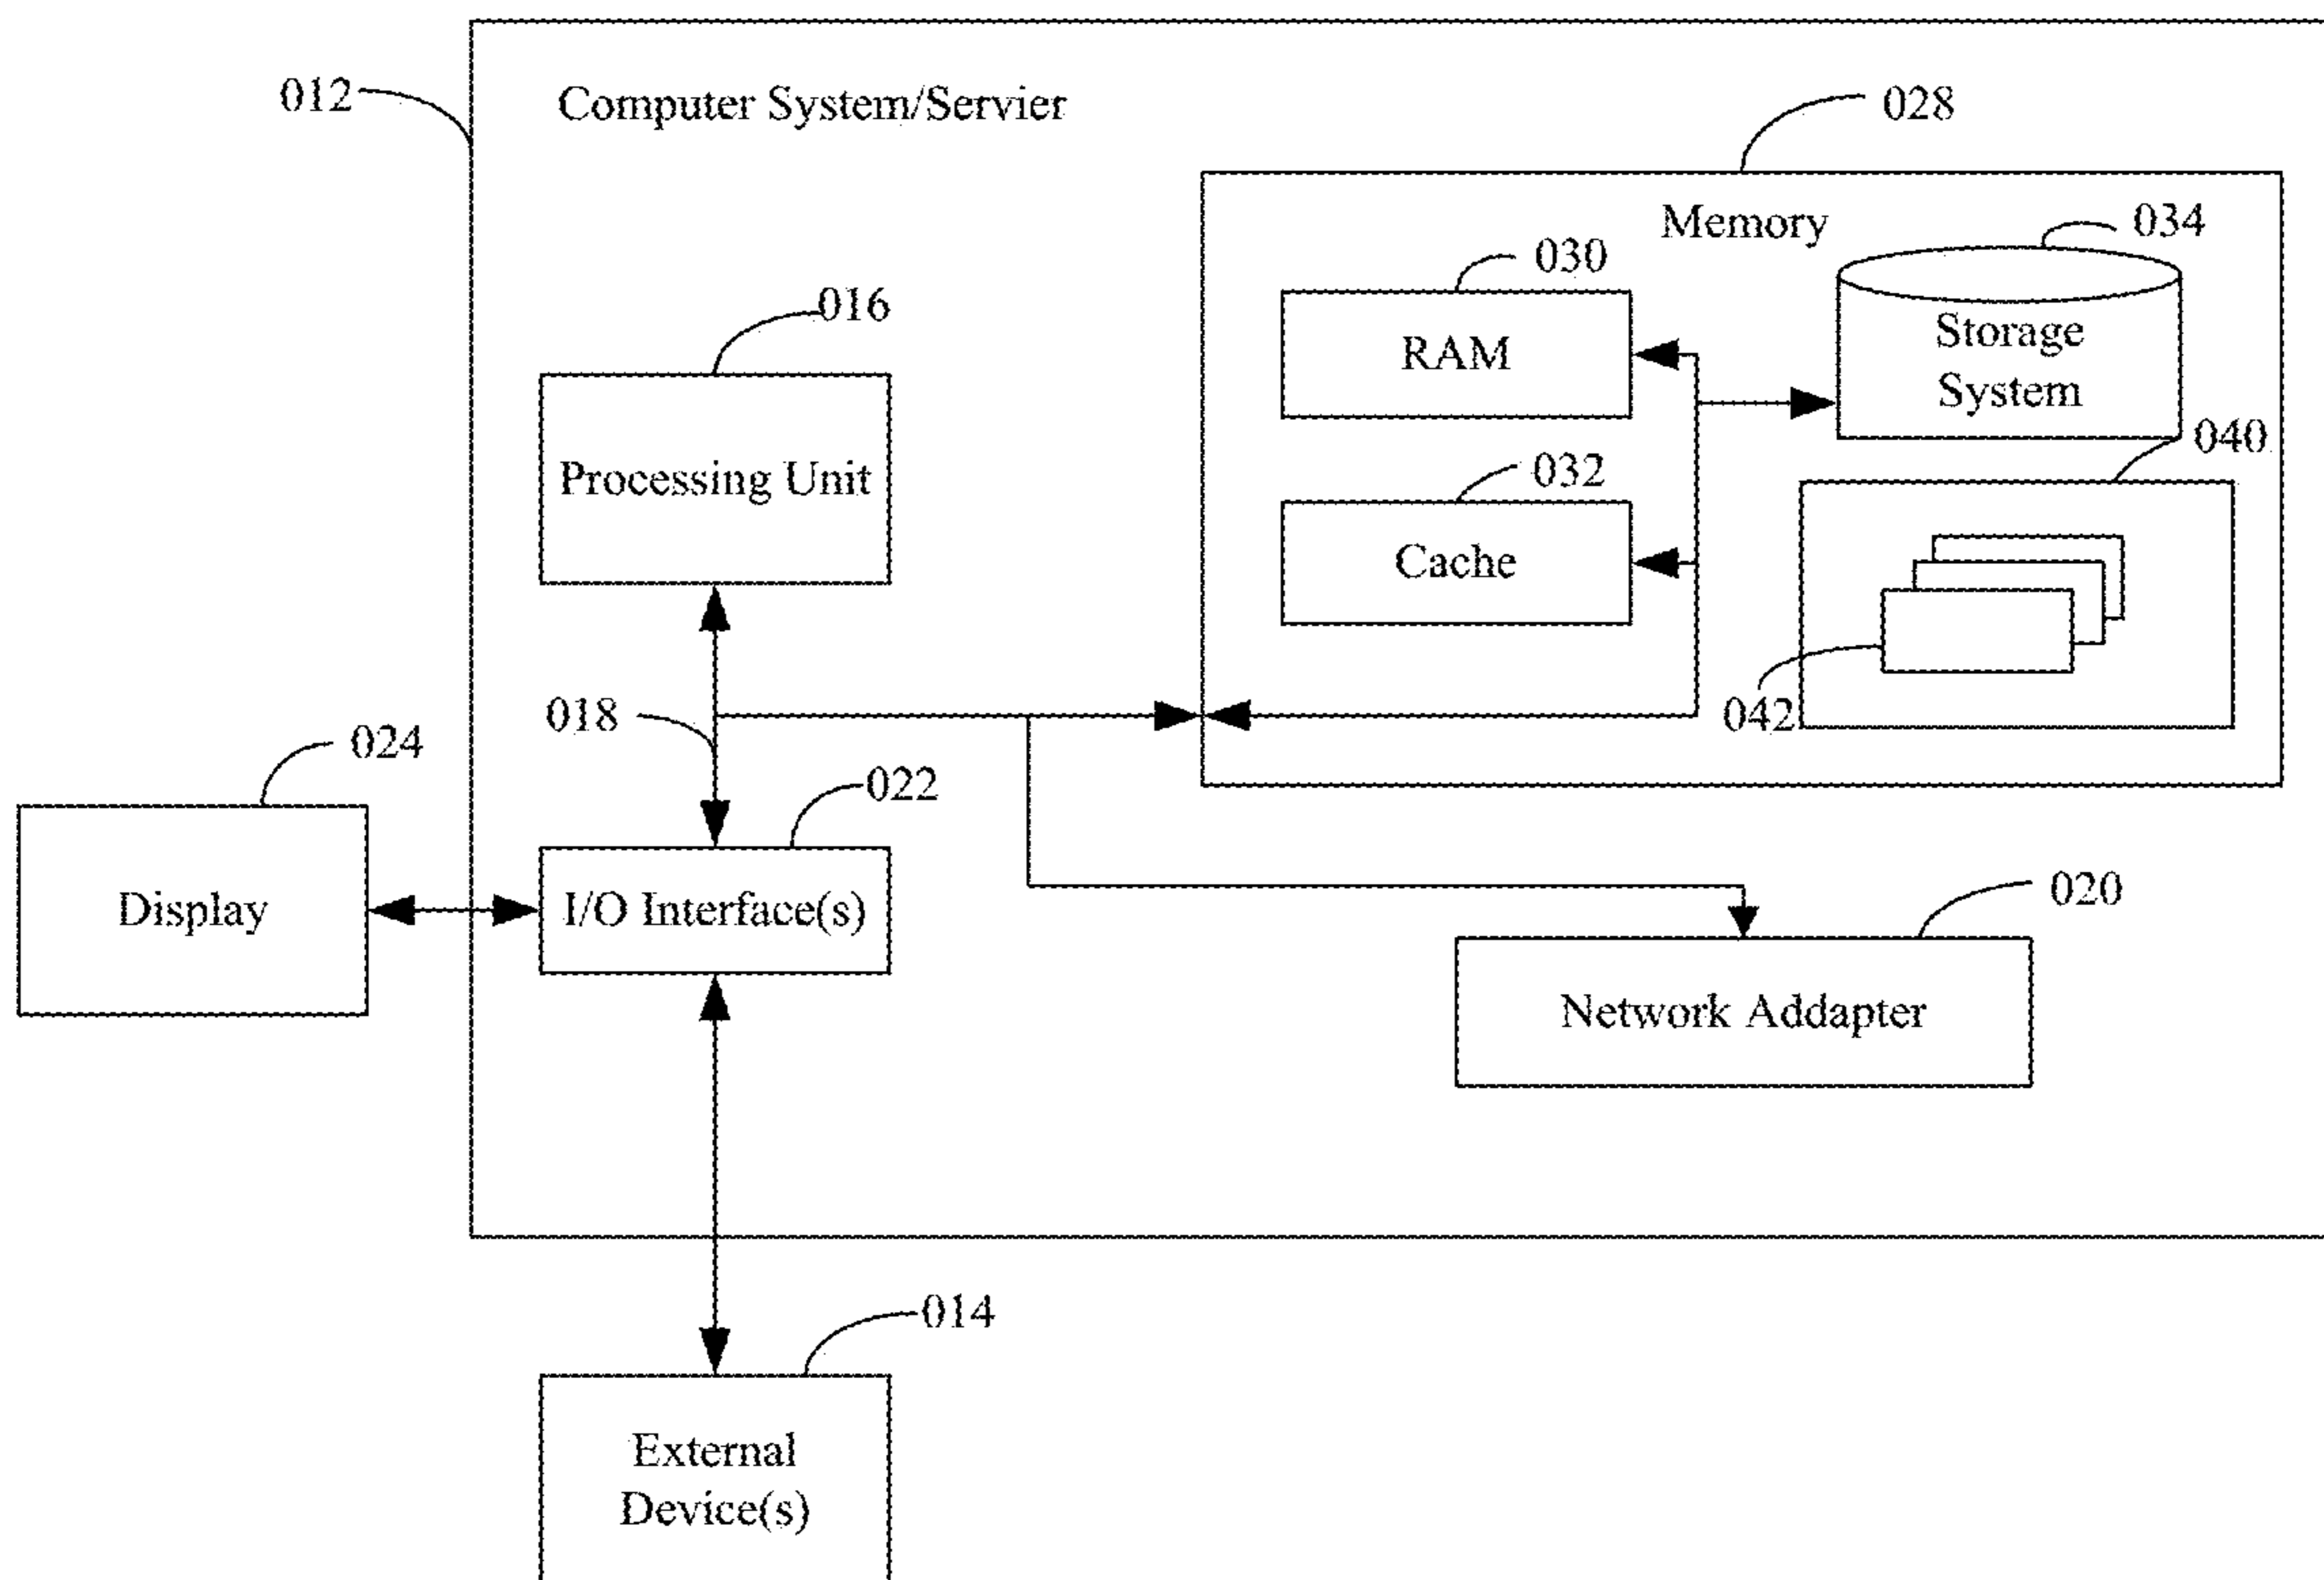 012
Computer System/Servier
028
Memory
034
030
016
RAM
Storage
System
040
032
Processing Unit
Cache
018
042
024
022
Display
I/O Interface(s)
020
Network Addapter
014
External
Device(s)